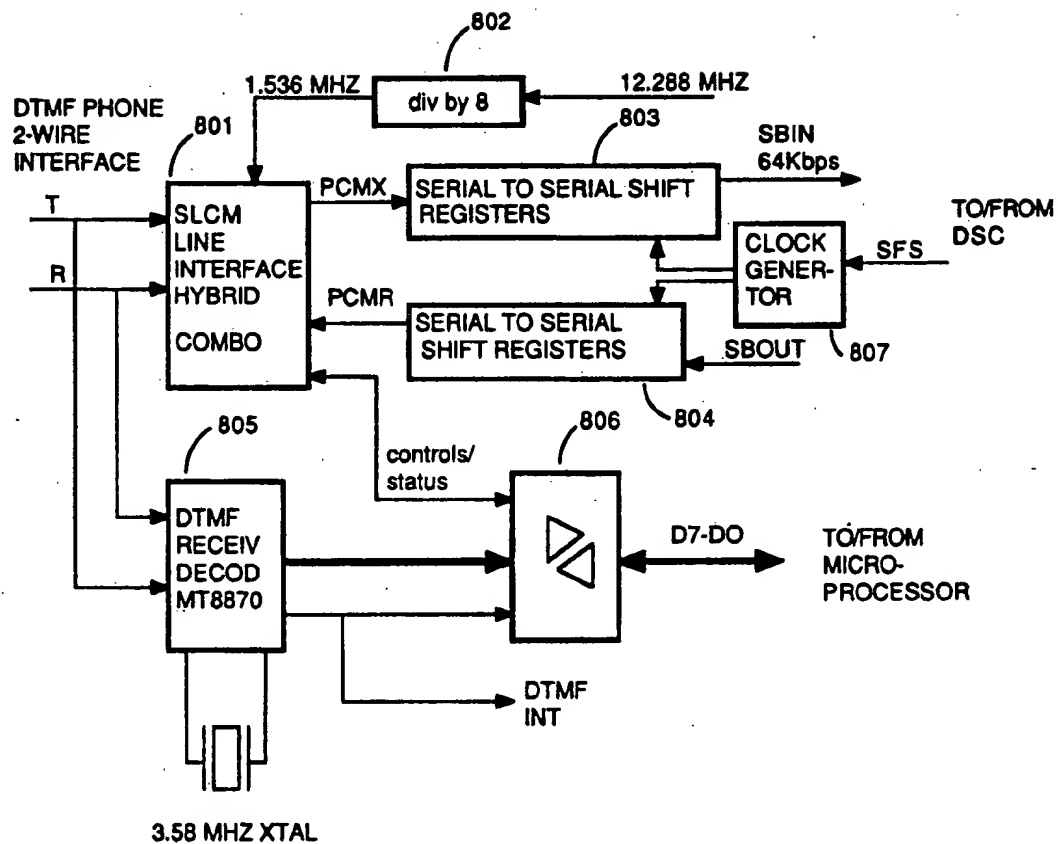 802
1.536 MHZ
div by 8
12.288 MHZ
DTMF PHONE
2-WIRE
INTERFACE
801
803
SBIN
64Kbps
T
R
SLCM
LINE
INTERFACE
HYBRID
COMBO
PCMX
SERIAL TO SERIAL SHIFT
REGISTERS
TO/FROM
DSC
CLOCK
GENER-
TOR
SFS
807
PCMR
SERIAL TO SERIAL
SHIFT REGISTERS
SBOUT
804
805
controls/
status
806
DTMF
RECEIV
DECOD
MT8870
D7-DO
TO/FROM
MICRO-
PROCESSOR
DTMF
INT
3.58 MHZ XTAL